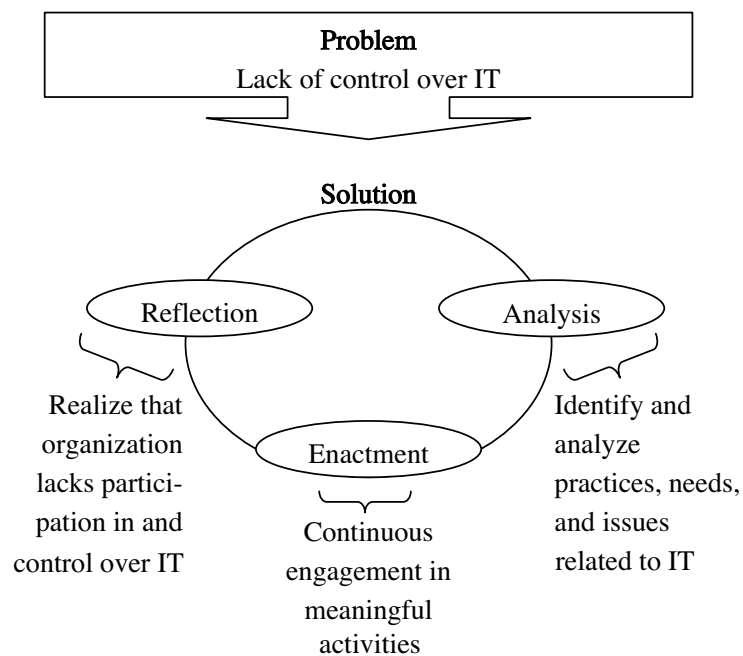 Problem
Lack of control over IT
Solution
Reflection
Analysis
Enactment
Realize that
organization
lacks partici-
pation in and
control over IT
Identify and
analyze
practices, needs,
and issues
related to IT
Continuous
engagement in
meaningful
activities